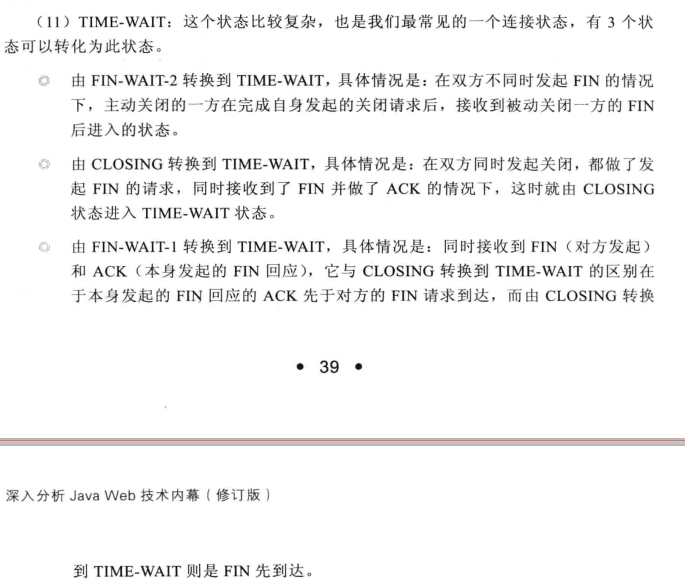 （11）TIME-WAIT：这个状态比较复杂，也是我们最常见的一个连接状态，有 3 个状
态可以转化为此状态。
◎ 由 FIN-WAIT-2 转换到 TIME-WAIT，具体情况是：在双方不同时发起 FIN 的情况
下，主动关闭的一方在完成自身发起的关闭请求后，接收到被动关闭一方的 FIN
后进入的状态。
◎ 由 CLOSING 转换到 TIME-WAIT，具体情况是：在双方同时发起关闭，都做了发
起 FIN 的请求，同时接收到了 FIN 并做了 ACK 的情况下，这时就由 CLOSING
状态进入 TIME-WAIT 状态。
◎ 由 FIN-WAIT-1 转换到 TIME-WAIT，具体情况是：同时接收到 FIN（对方发起）
和 ACK（本身发起的 FIN 回应），它与 CLOSING 转换到 TIME-WAIT 的区别在
于本身发起的 FIN 回应的 ACK 先于对方的 FIN 请求到达，而由 CLOSING 转换
• 39 •
深入分析 Java Web 技术内幕（修订版）
到 TIME-WAIT 则是 FIN 先到达。